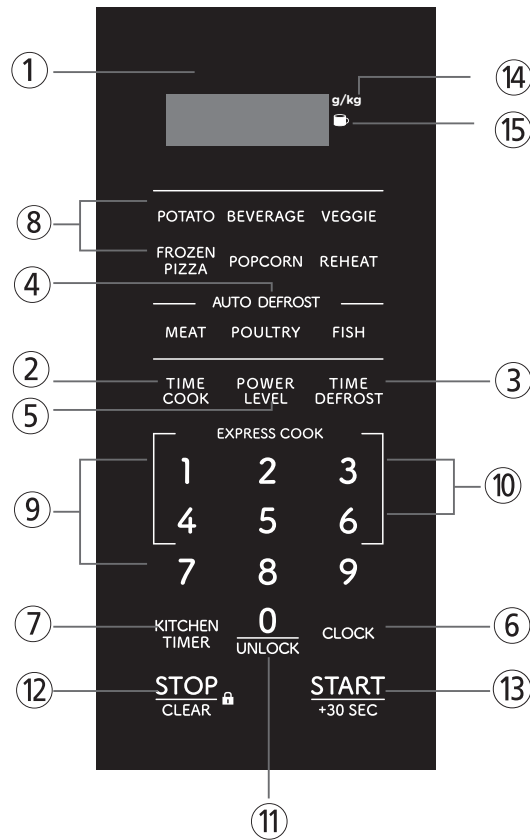 ①
⑭
g/kg
⑮
⑧
POTATO BEVERAGE VEGGIE
FROZEN
PIZZA
POPCORN REHEAT
④
AUTO DEFROST
MEAT POULTRY FISH
②
TIME
COOK
POWER
LEVEL
TIME
DEFROST
③
⑤
EXPRESS COOK
1 2 3
⑨
⑩
4 5 6
7 8 9
⑦
KITCHEN
TIMER
0
UNLOCK
CLOCK
⑥
⑫
STOP
CLEAR
START
+30 SEC
⑬
⑪